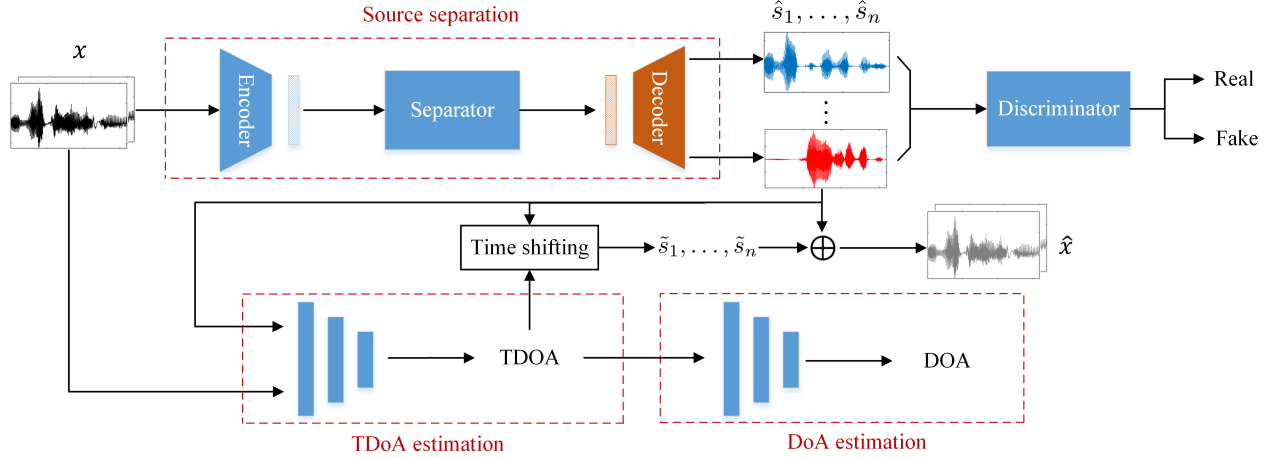 Source separation
x
ŝ₁, . . . , ŝₙ
Encoder
Separator
Decoder
Discriminator
Real
Fake
Time shifting
s̃₁, . . . , s̃ₙ
x̂
TDOA
DOA
TDoA estimation
DoA estimation